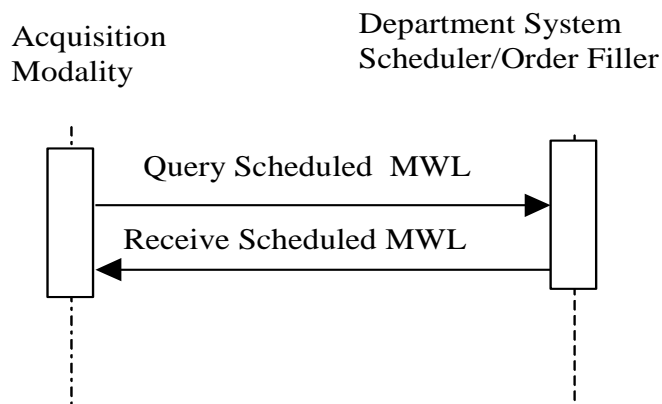 Acquisition
Modality
Department System
Scheduler/Order Filler
Query Scheduled  MWL
Receive Scheduled MWL